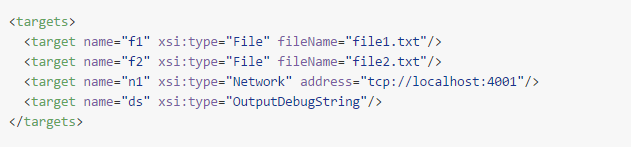 <targets>
  <target name="f1" xsi:type="File" fileName="file1.txt"/>
  <target name="f2" xsi:type="File" fileName="file2.txt"/>
  <target name="n1" xsi:type="Network" address="tcp://localhost:4001"/>
  <target name="ds" xsi:type="OutputDebugString"/>
</targets>